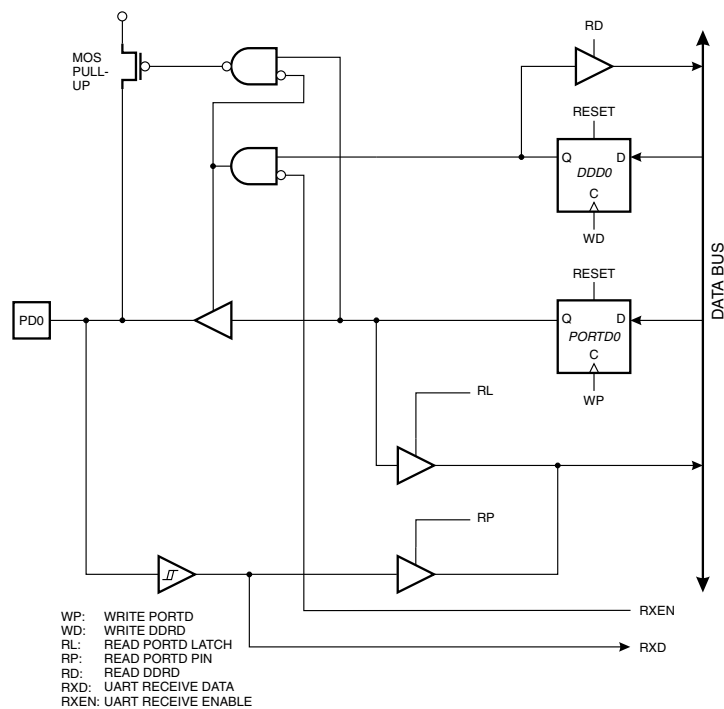 RD
MOS
PULL-
UP
RESET
Q
D
DDD0
C
WD
DATA BUS
RESET
PD0
Q
D
PORTD0
C
WP
RL
RP
WP: WRITE PORTD
WD: WRITE DDRD
RL: READ PORTD LATCH
RP: READ PORTD PIN
RD: READ DDRD
RXD: UART RECEIVE DATA
RXEN: UART RECEIVE ENABLE
RXEN
RXD